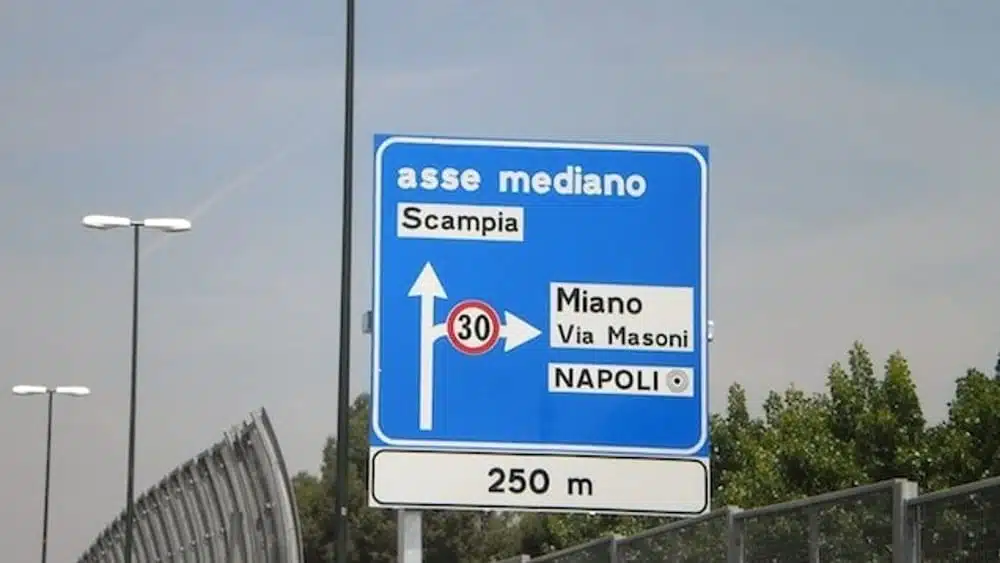 asse mediano
Scampia
30
Miano
Via Masoni
NAPOLI
250 m